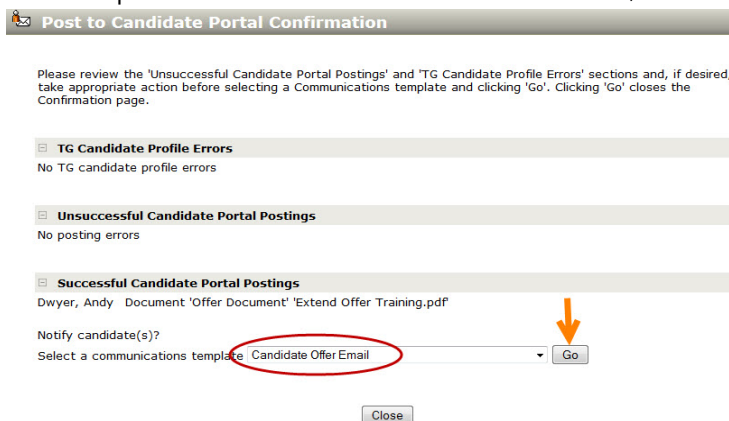 Post to Candidate Portal Confirmation
Please review the 'Unsuccessful Candidate Portal Postings' and 'TG Candidate Profile Errors' sections and, if desired,
take appropriate action before selecting a Communications template and clicking 'Go'. Clicking 'Go' closes the
Confirmation page.
TG Candidate Profile Errors
No TG candidate profile errors
Unsuccessful Candidate Portal Postings
No posting errors
Successful Candidate Portal Postings
Dwyer, Andy Document 'Offer Document' 'Extend Offer Training.pdf'
Notify candidate(s)?
Select a communications template Candidate Offer Email Go
Close